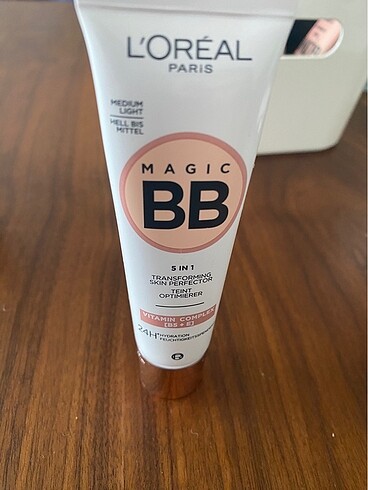 L'ORÉAL
PARIS
MEDIUM
LIGHT
HELL BIS
MITTEL
MAGIC
BB
5 IN 1
TRANSFORMING
SKIN PERFECTOR
TEINT
OPTIMIERER
VITAMIN COMPLEX
[B5 + E]
24H* HYDRATION